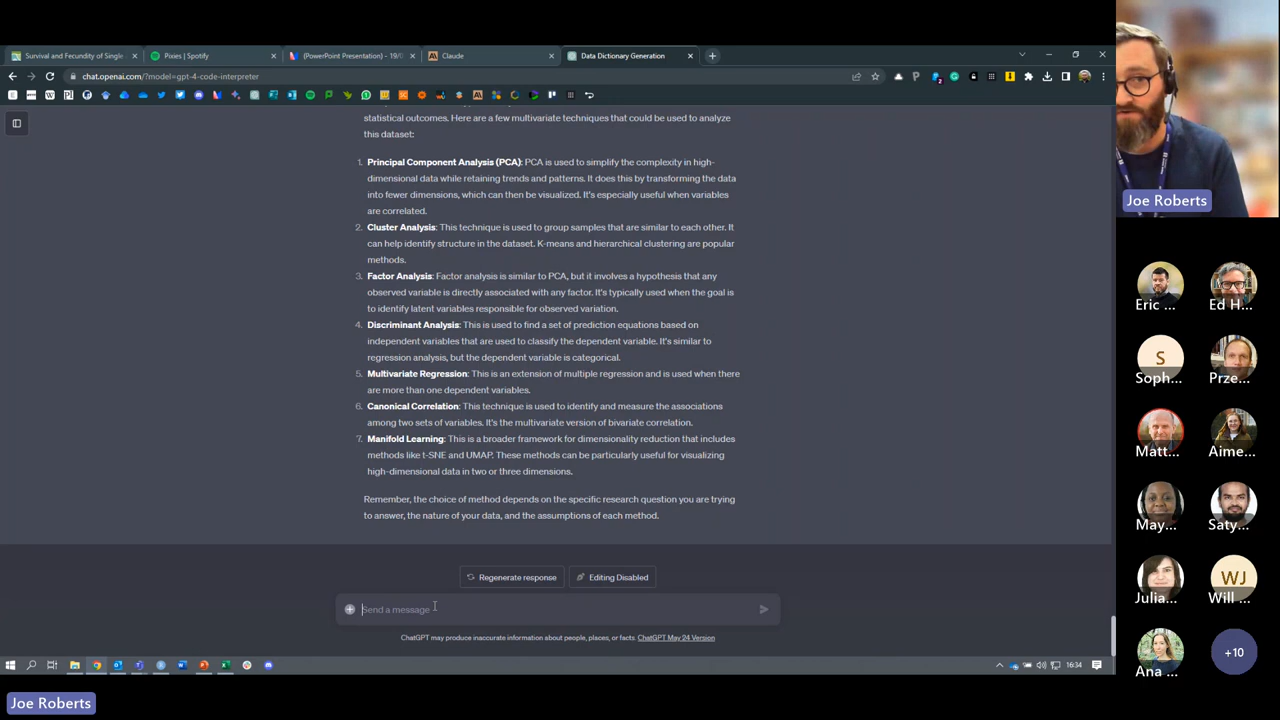 Survival and Fecundity of Single
Pixies | Spotify
(PowerPoint Presentation) - 19/0
Claude
Data Dictionary Generation
chat.openai.com/?model=gpt-4-code-interpreter
statistical outcomes. Here are a few multivariate techniques that could be used to analyze
this dataset:
1. Principal Component Analysis (PCA): PCA is used to simplify the complexity in high-
dimensional data while retaining trends and patterns. It does this by transforming the data
into fewer dimensions, which can then be visualized. It's especially useful when variables
are correlated.
2. Cluster Analysis: This technique is used to group samples that are similar to each other. It
can help identify structure in the dataset. K-means and hierarchical clustering are popular
methods.
3. Factor Analysis: Factor analysis is similar to PCA, but it involves a hypothesis that any
observed variable is directly associated with any factor. It's typically used when the goal is
to identify latent variables responsible for observed variation.
4. Discriminant Analysis: This is used to find a set of prediction equations based on
independent variables that are used to classify the dependent variable. It's similar to
regression analysis, but the dependent variable is categorical.
5. Multivariate Regression: This is an extension of multiple regression and is used when there
are more than one dependent variables.
6. Canonical Correlation: This technique is used to identify and measure the associations
among two sets of variables. It's the multivariate version of bivariate correlation.
7. Manifold Learning: This is a broader framework for dimensionality reduction that includes
methods like t-SNE and UMAP. These methods can be particularly useful for visualizing
high-dimensional data in two or three dimensions.
Remember, the choice of method depends on the specific research question you are trying
to answer, the nature of your data, and the assumptions of each method.
Regenerate response
Editing Disabled
Send a message
ChatGPT may produce inaccurate information about people, places, or facts. ChatGPT May 24 Version
16:34
Joe Roberts
Joe Roberts
Eric ...
Ed H...
S
Soph...
Prze...
Matt...
Aime...
May...
Saty...
Julia...
WJ
Will ...
Ana ...
+10